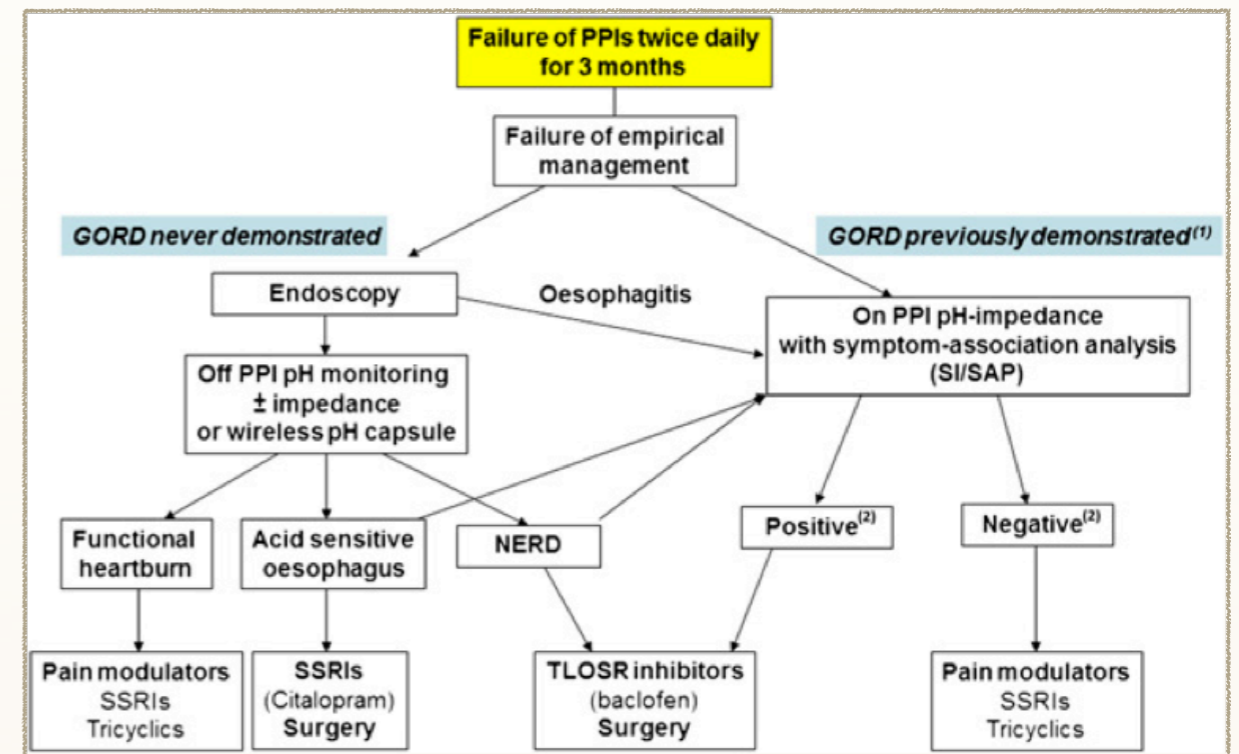 Failure of PPIs twice daily
for 3 months
Failure of empirical
management
GORD never demonstrated
GORD previously demonstrated(1)
Endoscopy
Oesophagitis
On PPI pH-impedance
with symptom-association analysis
(SI/SAP)
Off PPI pH monitoring
± impedance
or wireless pH capsule
Functional
heartburn
Acid sensitive
oesophagus
NERD
Positive(2)
Negative(2)
Pain modulators
SSRIs
Tricyclics
SSRIs
(Citalopram)
Surgery
TLOSR inhibitors
(baclofen)
Surgery
Pain modulators
SSRIs
Tricyclics